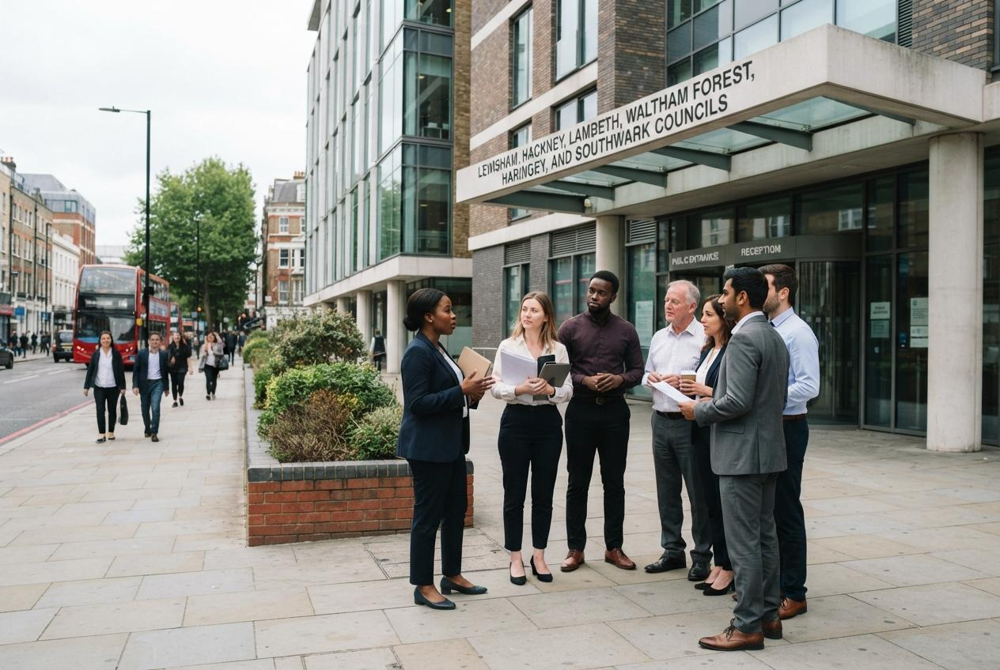 LEWISHAM, HACKNEY, LAMBETH, WALTHAM FOREST,
HARINGEY, AND SOUTHWARK COUNCILS
RECEPTION